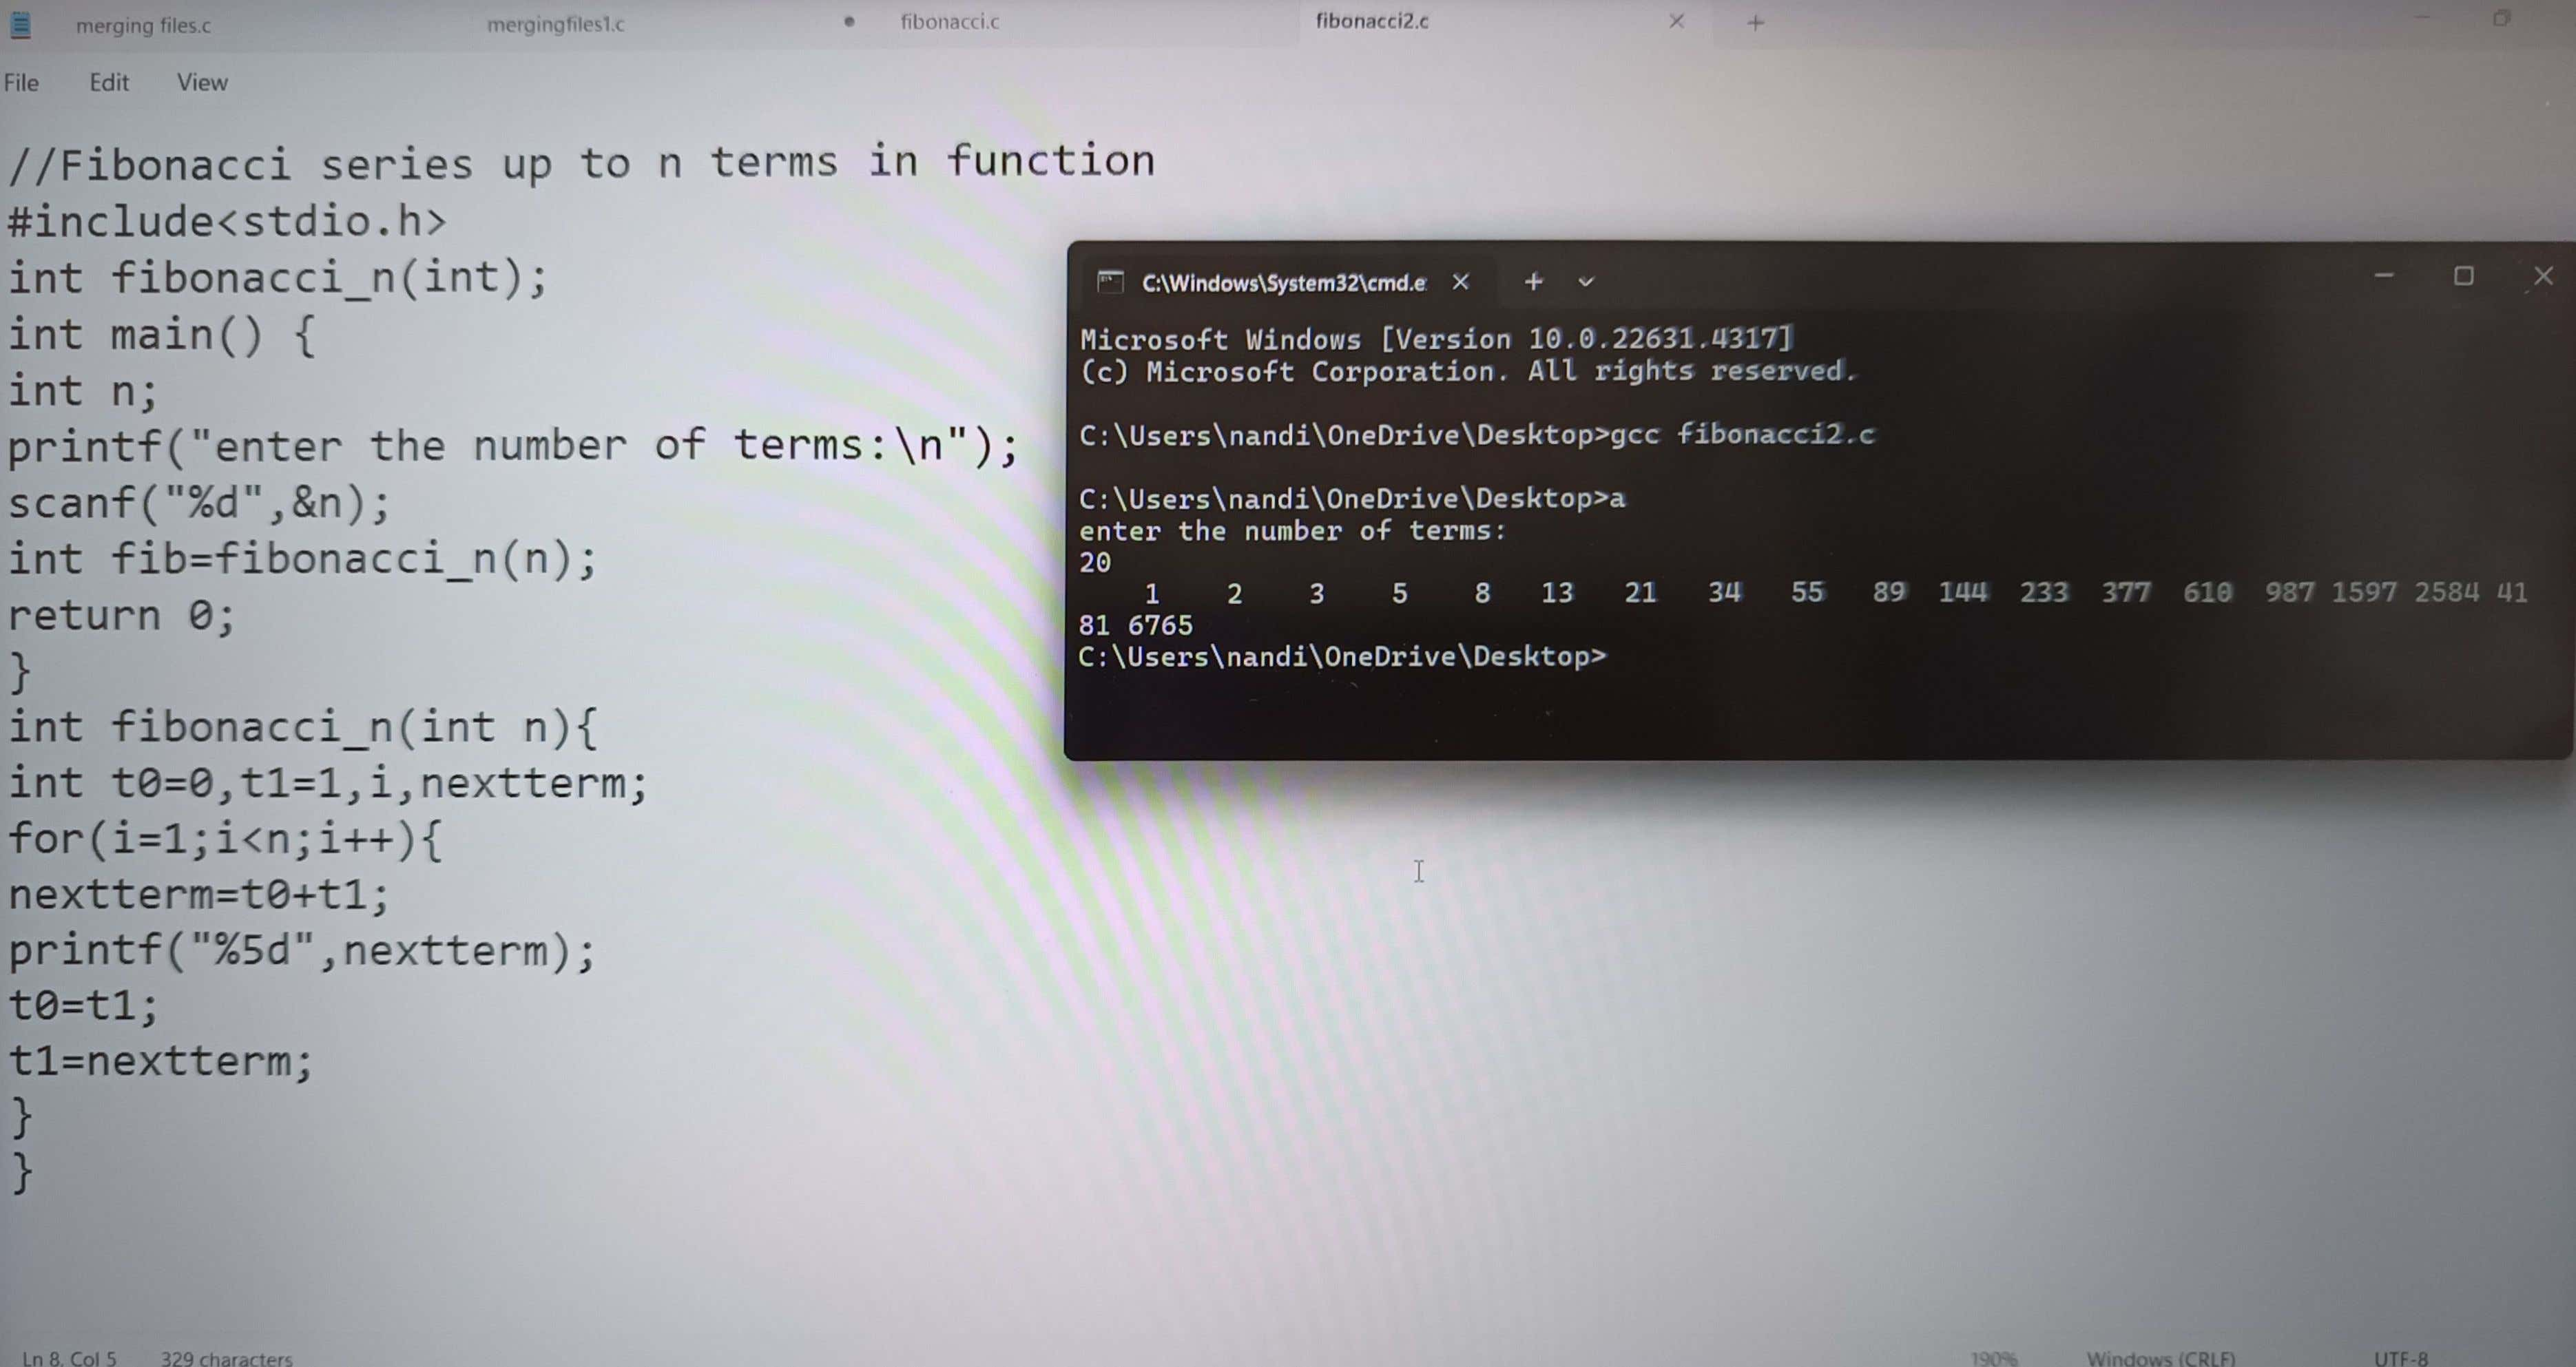 merging files.c mergingfiles1.c fibonacci.c fibonacci2.c
File Edit View
//Fibonacci series up to n terms in function
#include<stdio.h>
int fibonacci_n(int);
int main() {
int n;
printf("enter the number of terms:\n");
scanf("%d",&n);
int fib=fibonacci_n(n);
return 0;
}
int fibonacci_n(int n){
int t0=0,t1=1,i,nextterm;
for(i=1;i<n;i++){
nextterm=t0+t1;
printf("%5d",nextterm);
t0=t1;
t1=nextterm;
}
}
C:\Windows\System32\cmd.e
Microsoft Windows [Version 10.0.22631.4317]
(c) Microsoft Corporation. All rights reserved.
C:\Users\nandi\OneDrive\Desktop>gcc fibonacci2.c
C:\Users\nandi\OneDrive\Desktop>a
enter the number of terms:
20
1 2 3 5 8 13 21 34 55 89 144 233 377 610 987 1597 2584 41
81 6765
C:\Users\nandi\OneDrive\Desktop>
Ln 8, Col 5 329 characters 190% Windows (CRLF) UTF-8